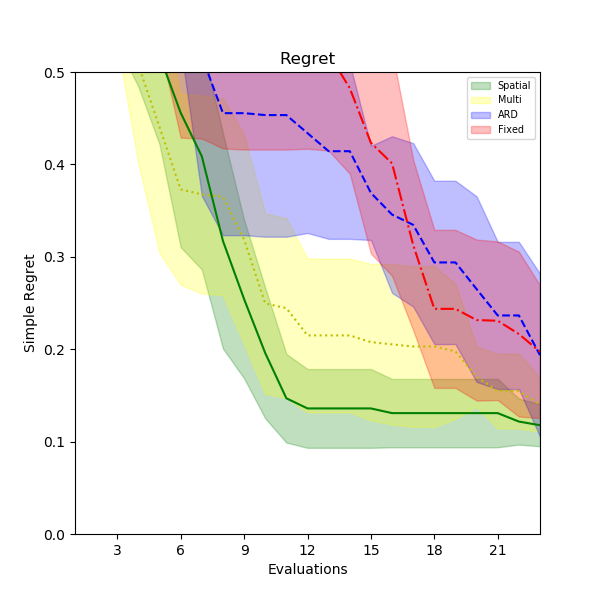 Regret
Spatial
Multi
ARD
Fixed
0.5
0.4
0.3
0.2
0.1
0.0
Simple Regret
3 6 9 12 15 18 21
Evaluations